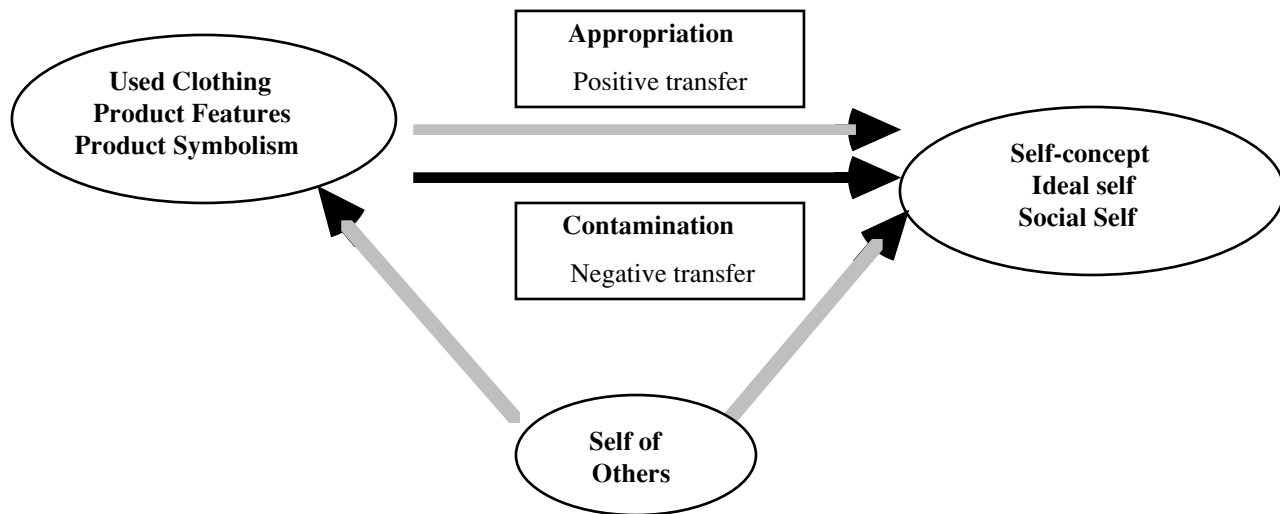 Used Clothing
Product Features
Product Symbolism
Appropriation
Positive transfer
Contamination
Negative transfer
Self-concept
Ideal self
Social Self
Self of
Others